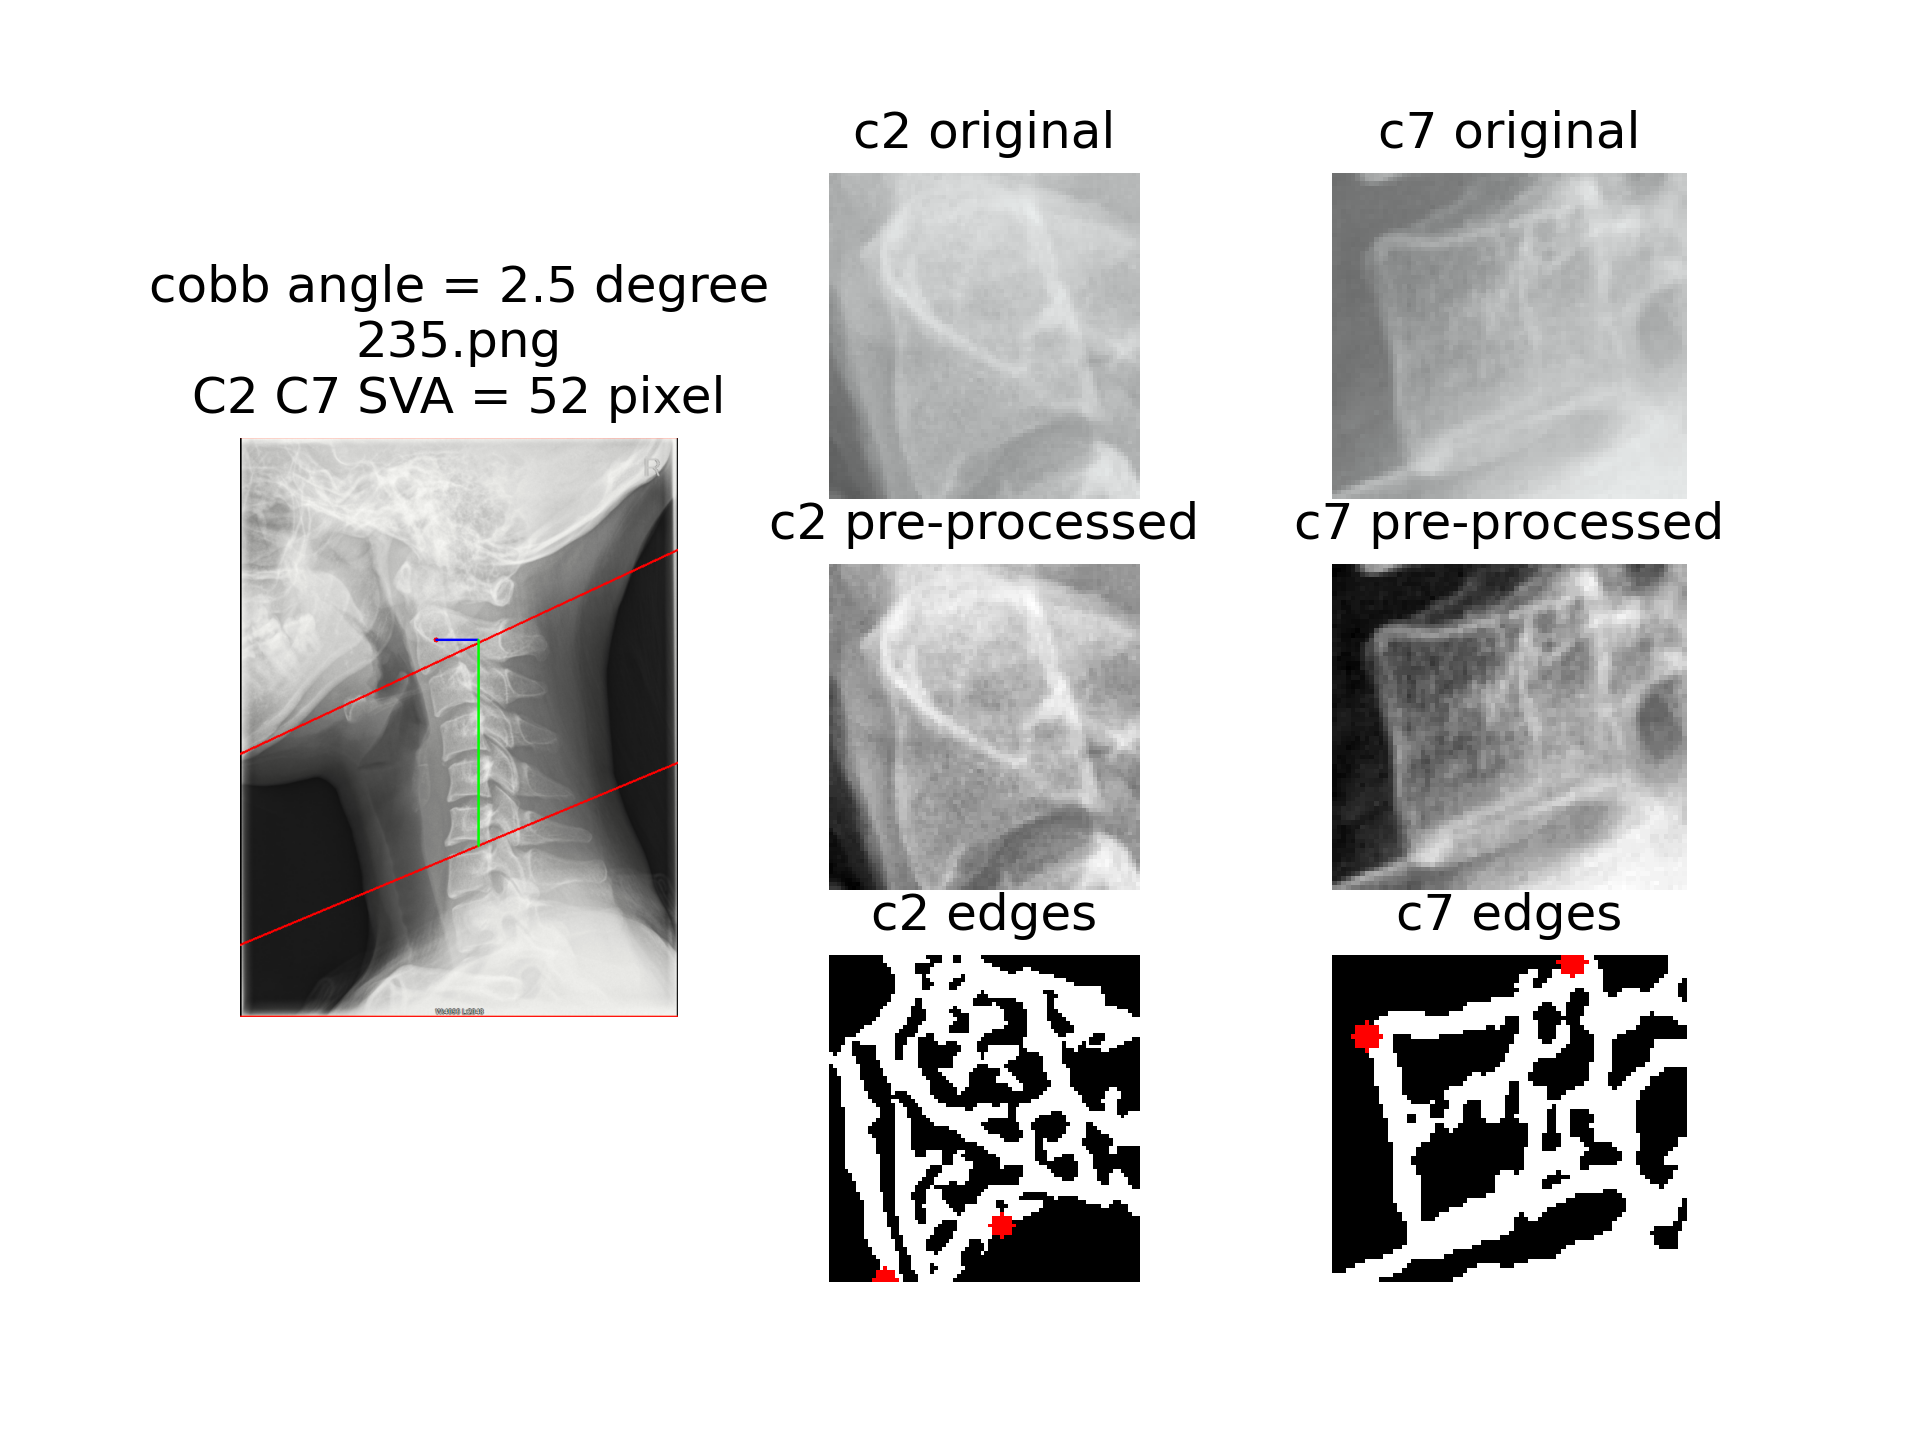 cobb angle = 2.5 degree
235.png
C2 C7 SVA = 52 pixel
R
c2 original
c7 original
c2 pre-processed
c7 pre-processed
c2 edges
c7 edges